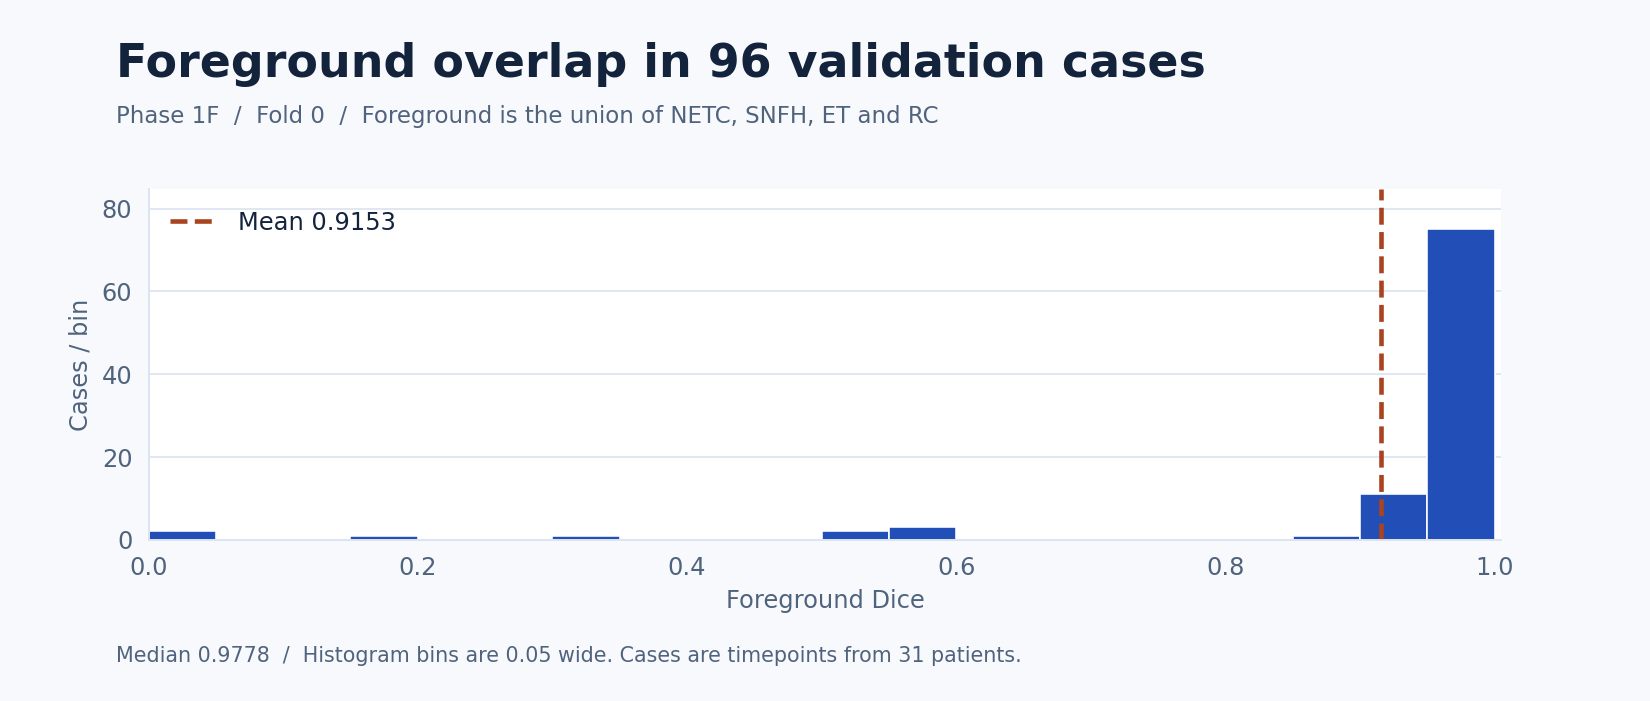 Foreground overlap in 96 validation cases
Phase 1F / Fold 0 / Foreground is the union of NETC, SNFH, ET and RC
Mean 0.9153
Cases / bin
80
60
40
20
0
0.0 0.2 0.4 0.6 0.8 1.0
Foreground Dice
Median 0.9778 / Histogram bins are 0.05 wide. Cases are timepoints from 31 patients.